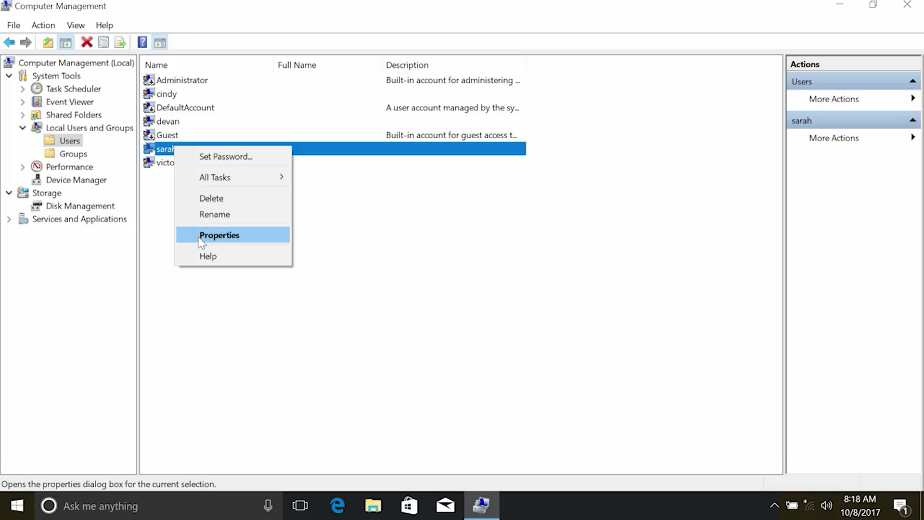 Computer Management
File Action View Help
Computer Management (Local)
System Tools
Task Scheduler
Event Viewer
Shared Folders
Local Users and Groups
Users
Groups
Performance
Device Manager
Storage
Disk Management
Services and Applications
Name Full Name Description
Administrator Built-in account for administering ...
cindy
DefaultAccount A user account managed by the sy...
devan
Guest Built-in account for guest access t...
Set Password...
All Tasks
Delete
Rename
Properties
Help
Actions
Users
More Actions
sarah
More Actions
Opens the properties dialog box for the current selection.
Ask me anything
8:18 AM
10/8/2017
1